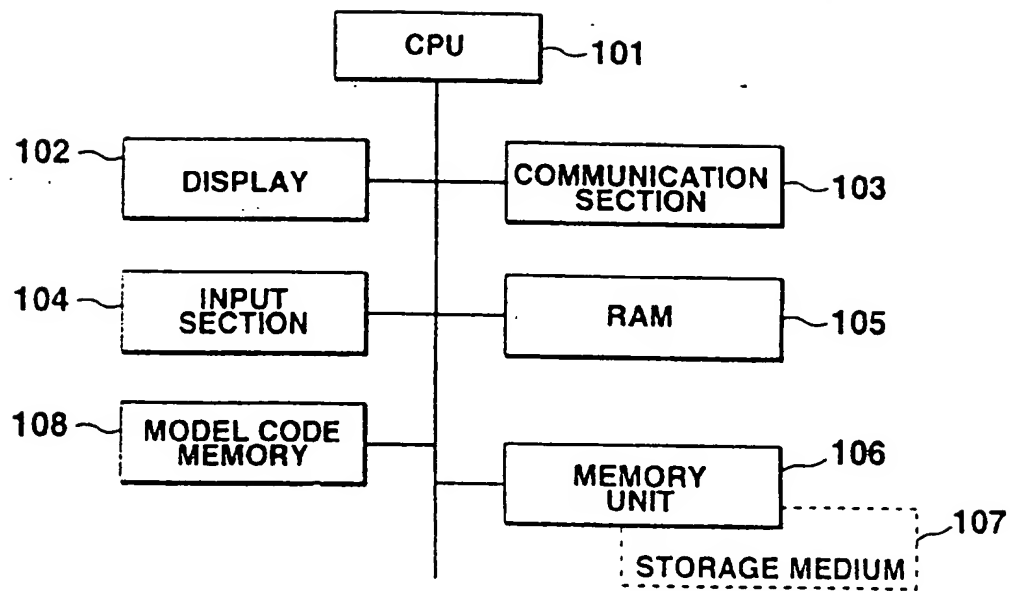 CPU
101
102
DISPLAY
COMMUNICATION
SECTION
103
104
INPUT
SECTION
RAM
105
108
MODEL CODE
MEMORY
MEMORY
UNIT
106
107
STORAGE MEDIUM